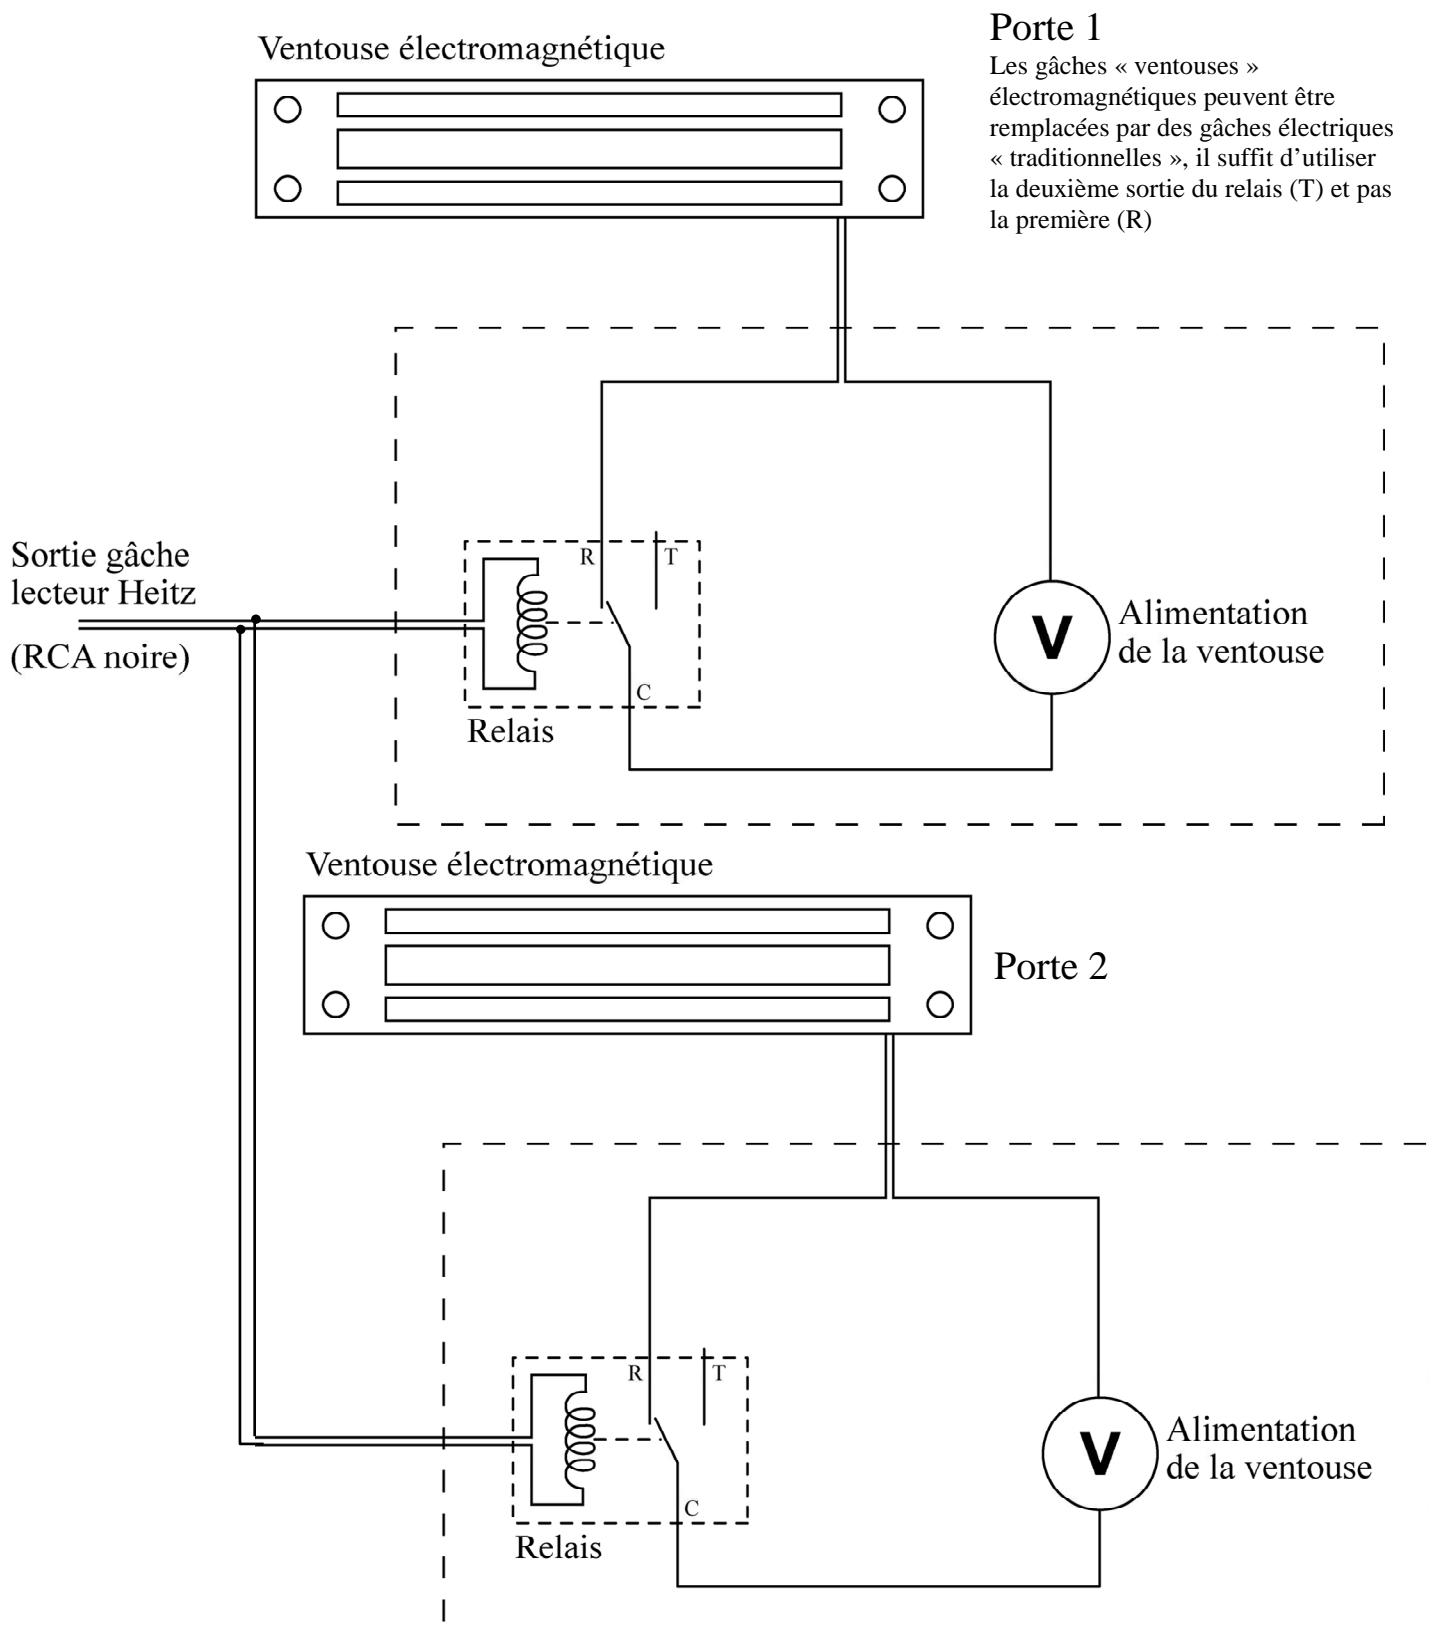 Ventouse électromagnétique
Porte 1
Les gâches « ventouses »
électromagnétiques peuvent être
remplacées par des gâches électriques
« traditionnelles », il suffit d’utiliser
la deuxième sortie du relais (T) et pas
la première (R)
Sortie gâche
lecteur Heitz
(RCA noire)
R
T
C
Relais
V
Alimentation
de la ventouse
Ventouse électromagnétique
Porte 2
R
T
C
Relais
V
Alimentation
de la ventouse